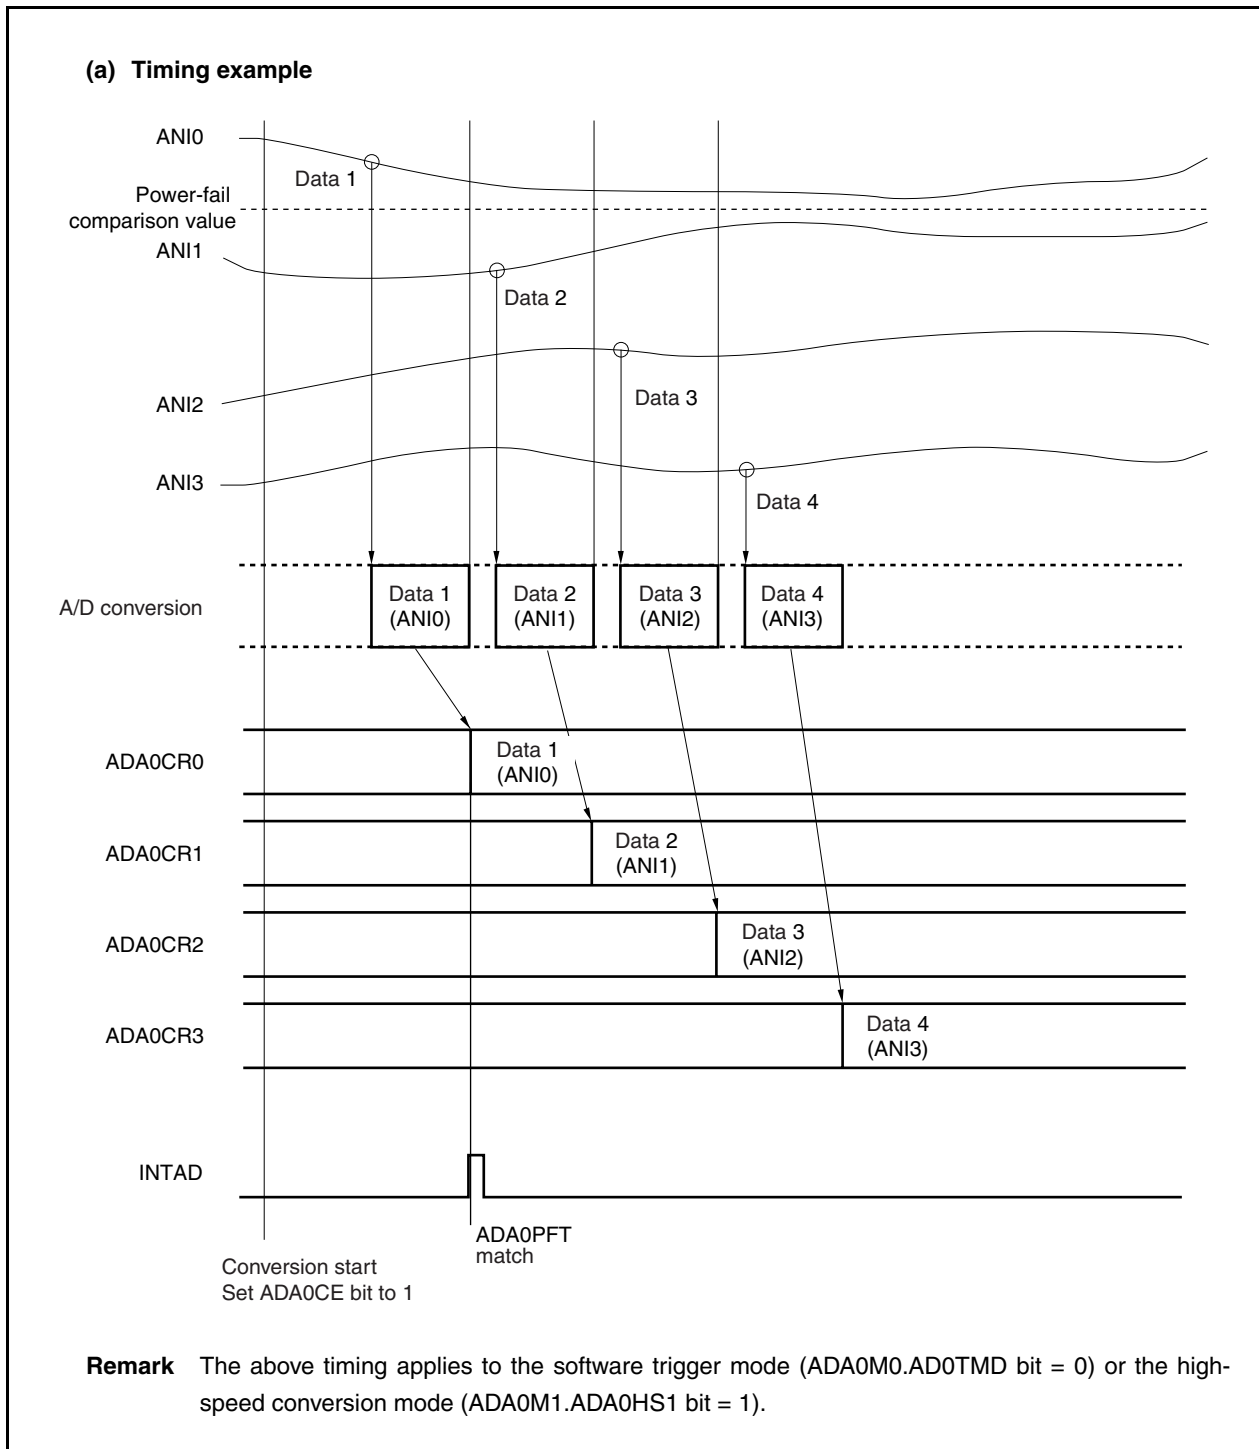 (a) Timing example
ANI0
Data 1
Power-fail
comparison value
ANI1
Data 2
ANI2
Data 3
ANI3
Data 4
A/D conversion
Data 1
(ANI0)
Data 2
(ANI1)
Data 3
(ANI2)
Data 4
(ANI3)
ADA0CR0
Data 1
(ANI0)
ADA0CR1
Data 2
(ANI1)
ADA0CR2
Data 3
(ANI2)
ADA0CR3
Data 4
(ANI3)
INTAD
ADA0PFT
match
Conversion start
Set ADA0CE bit to 1
Remark The above timing applies to the software trigger mode (ADA0M0.AD0TMD bit = 0) or the high-
speed conversion mode (ADA0M1.ADA0HS1 bit = 1).